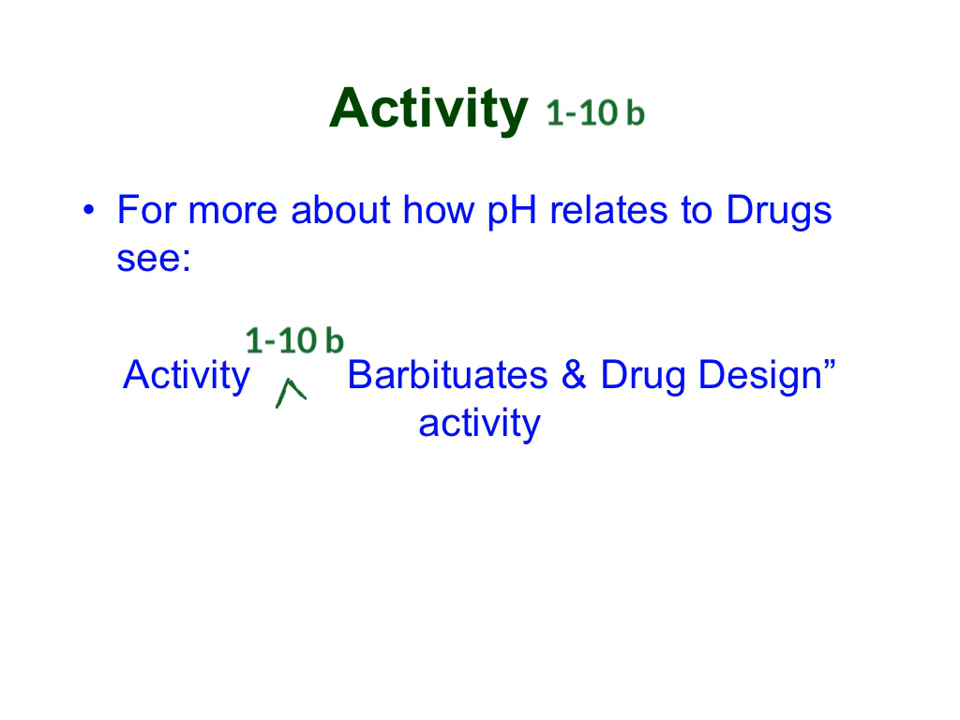 Activity 1-10 b
• For more about how pH relates to Drugs
see:
1-10 b
Activity Barbituates & Drug Design”
activity